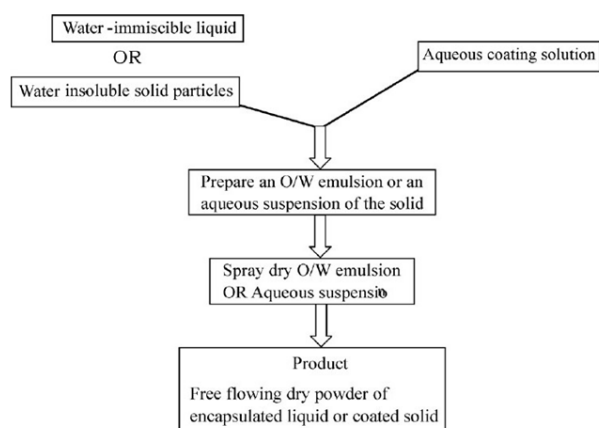 Water -immiscible liquid
OR
Water insoluble solid particles
Aqueous coating solution
Prepare an O/W emulsion or an
aqueous suspension of the solid
Spray dry O/W emulsion
OR Aqueous suspension
Product
Free flowing dry powder of
encapsulated liquid or coated solid